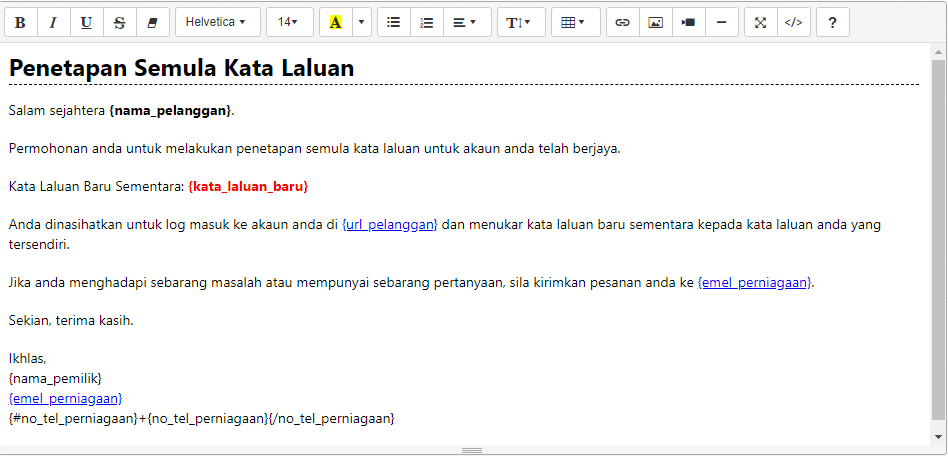 B I U S Helvetica 14 A T </> ?
Penetapan Semula Kata Laluan
Salam sejahtera {nama_pelanggan}.
Permohonan anda untuk melakukan penetapan semula kata laluan untuk akaun anda telah berjaya.
Kata Laluan Baru Sementara: {kata_laluan_baru}
Anda dinasihatkan untuk log masuk ke akaun anda di {url_pelanggan} dan menukar kata laluan baru sementara kepada kata laluan anda yang
tersendiri.
Jika anda menghadapi sebarang masalah atau mempunyai sebarang pertanyaan, sila kirimkan pesanan anda ke {emel_perniagaan}.
Sekian, terima kasih.
Ikhlas,
{nama_pemilik}
{emel_perniagaan}
{#no_tel_perniagaan}+{no_tel_perniagaan}{/no_tel_perniagaan}